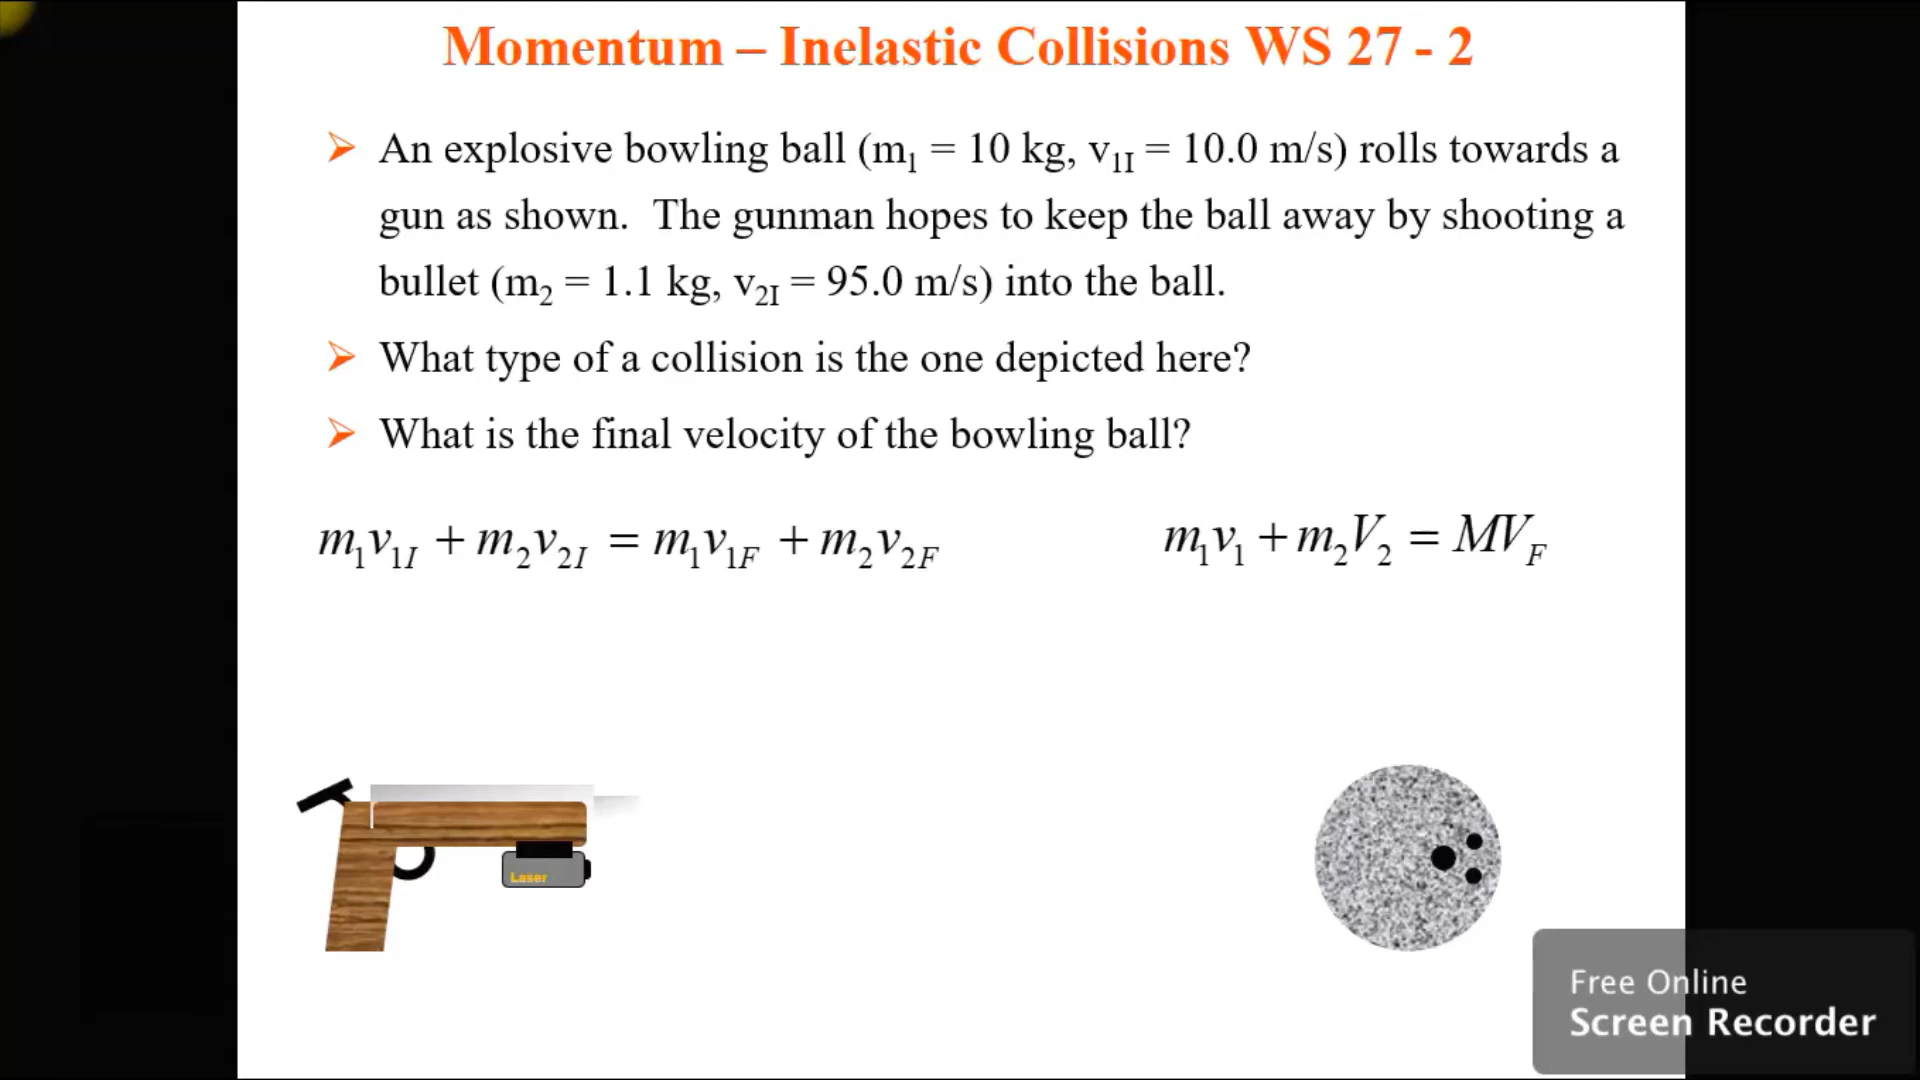 Momentum – Inelastic Collisions WS 27 - 2
➢ An explosive bowling ball (m₁ = 10 kg, v₁I = 10.0 m/s) rolls towards a
gun as shown. The gunman hopes to keep the ball away by shooting a
bullet (m₂ = 1.1 kg, v₂I = 95.0 m/s) into the ball.
➢ What type of a collision is the one depicted here?
➢ What is the final velocity of the bowling ball?
m₁v₁I + m₂v₂I = m₁v₁F + m₂v₂F
m₁v₁ + m₂V₂ = MVF
Laser
Free Online
Screen Recorder